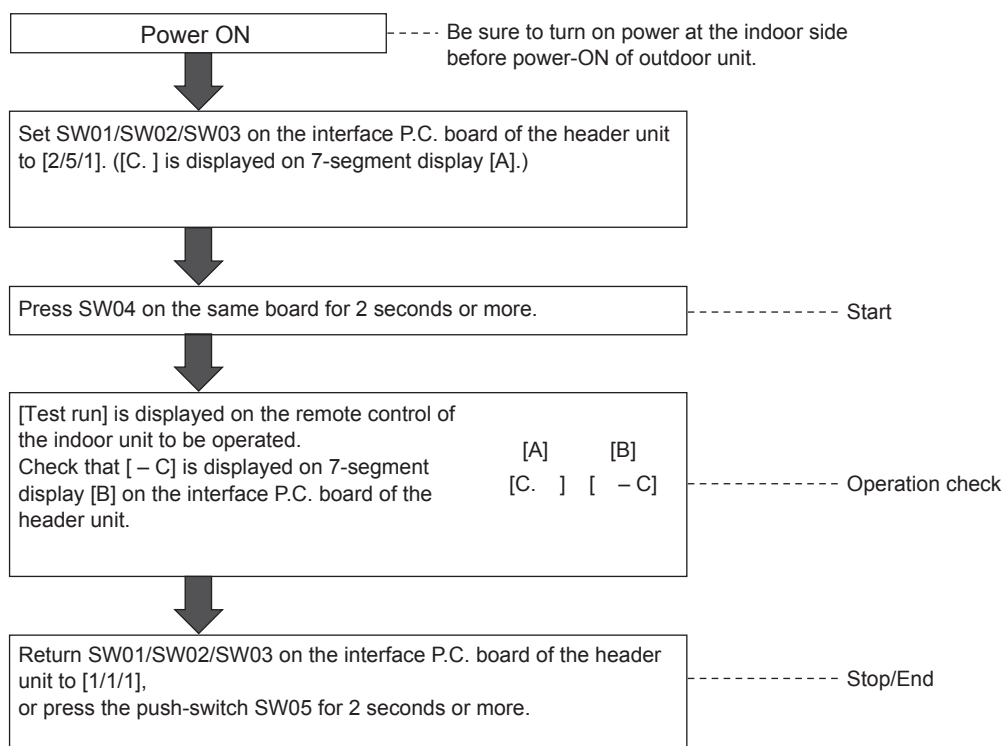 Power ON
Be sure to turn on power at the indoor side
before power-ON of outdoor unit.
Set SW01/SW02/SW03 on the interface P.C. board of the header unit
to [2/5/1]. ([C. ] is displayed on 7-segment display [A].)
Press SW04 on the same board for 2 seconds or more.
Start
[Test run] is displayed on the remote control of
the indoor unit to be operated.
Check that [ – C] is displayed on 7-segment
display [B] on the interface P.C. board of the
header unit.
[A] [B]
[C. ] [ – C]
Operation check
Return SW01/SW02/SW03 on the interface P.C. board of the header
unit to [1/1/1],
or press the push-switch SW05 for 2 seconds or more.
Stop/End